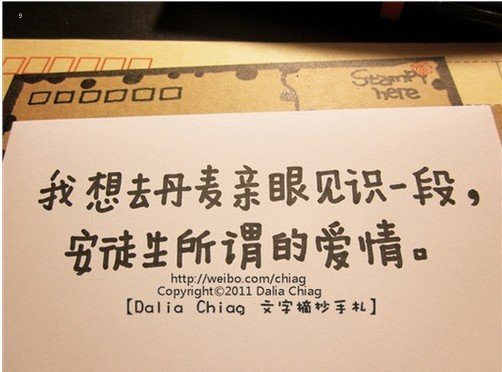 9
Stamp
here
我想去丹麦亲眼见识一段，
安徒生所谓的爱情。
http://weibo.com/chiag
Copyright©2011 Dalia Chiag
【Dalia Chiag 文字摘抄手札】